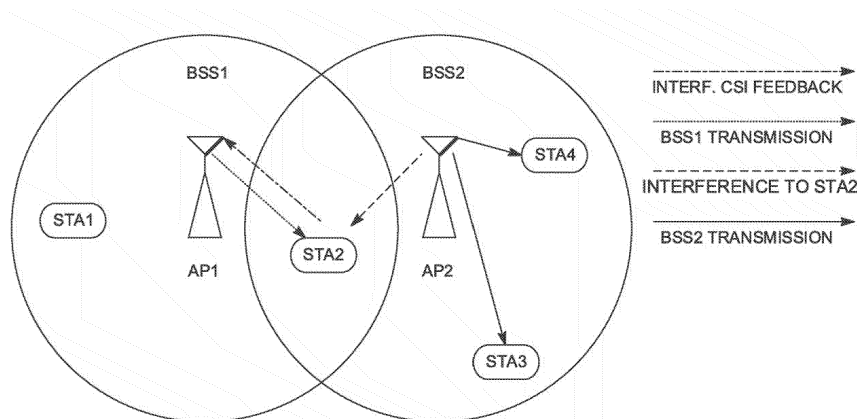 BSS1
BSS2
INTERF. CSI FEEDBACK
BSS1 TRANSMISSION
STA4
INTERFERENCE TO STA2
STA1
BSS2 TRANSMISSION
STA2
AP1
AP2
STA3